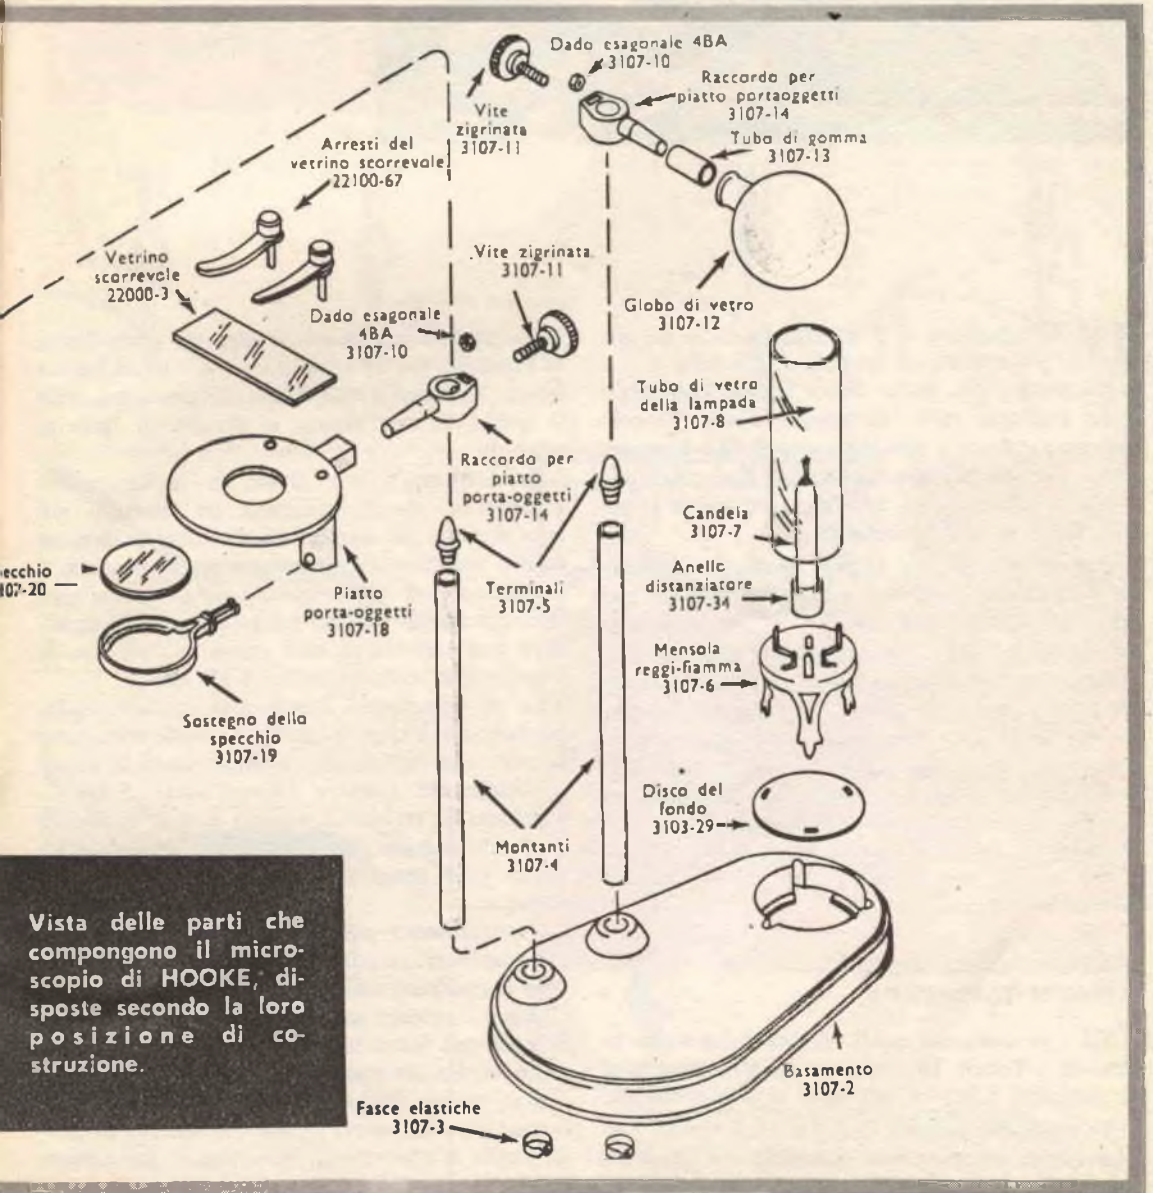 Dado esagonale 4BA
3107-10
Raccordo per
piatto portaoggetti
3107-14
Vite
zigrinata
3107-11
Tubo di gomma
3107-13
Arresti del
vetrino scorrevole
22100-67
Vetrino
scorrevole
22000-3
Vite zigrinata
3107-11
Dado esagonale
4BA
3107-10
Globo di vetro
3107-12
Tubo di vetro
della lampada
3107-8
Raccordo per
piatto
porta-oggetti
3107-14
Candela
3107-7
Anello
distanziatore
3107-34
ecchio
107-20
Piatto
porta-oggetti
3107-18
Terminali
3107-5
Mensola
reggi-fiamma
3107-6
Sostegno dello
specchio
3107-19
Disco del
fondo
3103-29
Montanti
3107-4
Vista delle parti che
compongono il micro-
scopio di HOOKE, di-
sposte secondo la loro
posizione di co-
struzione.
Basamento
3107-2
Fasce elastiche
3107-3